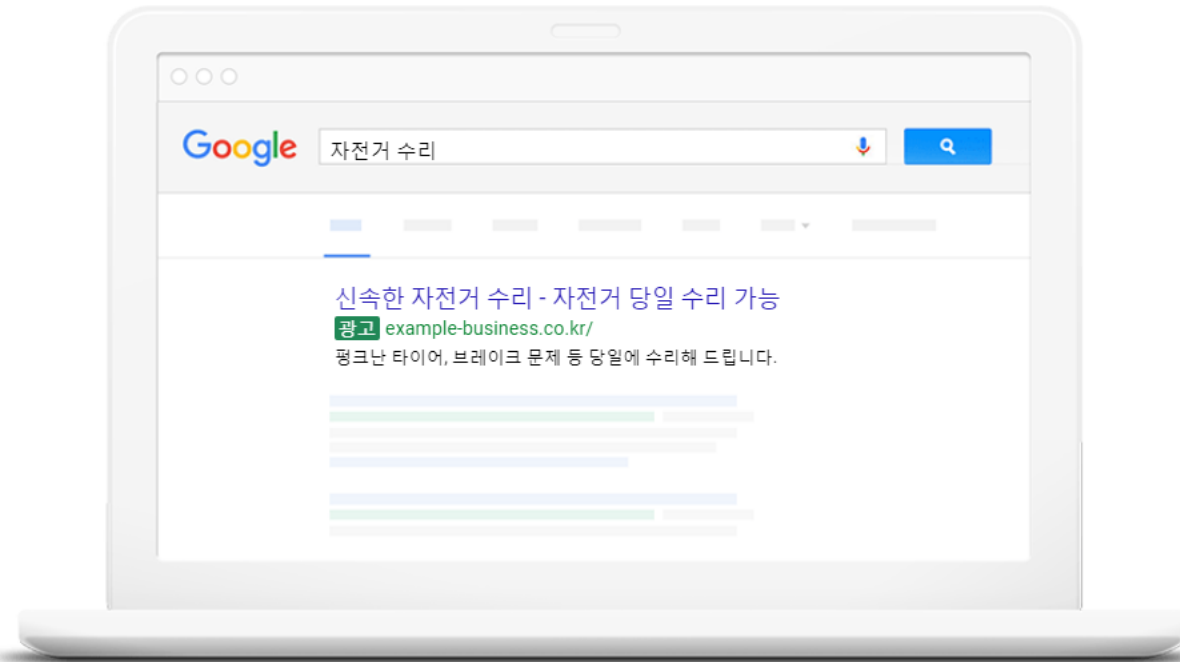 Google 자전거 수리
신속한 자전거 수리 - 자전거 당일 수리 가능
광고 example-business.co.kr/
펑크난 타이어, 브레이크 문제 등 당일에 수리해 드립니다.